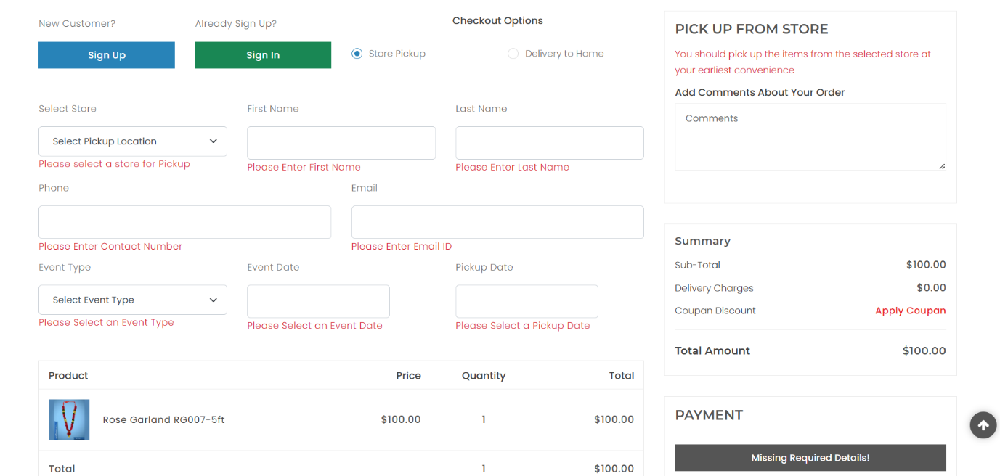 New Customer?
Already Sign Up?
Checkout Options
Sign Up
Sign In
Store Pickup
Delivery to Home
Select Store
First Name
Last Name
Select Pickup Location
Please select a store for Pickup
Please Enter First Name
Please Enter Last Name
Phone
Email
Please Enter Contact Number
Please Enter Email ID
Event Type
Event Date
Pickup Date
Select Event Type
Please Select an Event Type
Please Select an Event Date
Please Select a Pickup Date
Product Price Quantity Total
Rose Garland RG007-5ft $100.00 1 $100.00
Total 1 $100.00
PICK UP FROM STORE
You should pick up the items from the selected store at
your earliest convenience
Add Comments About Your Order
Comments
Summary
Sub-Total $100.00
Delivery Charges $0.00
Coupan Discount Apply Coupan
Total Amount $100.00
PAYMENT
Missing Required Details!